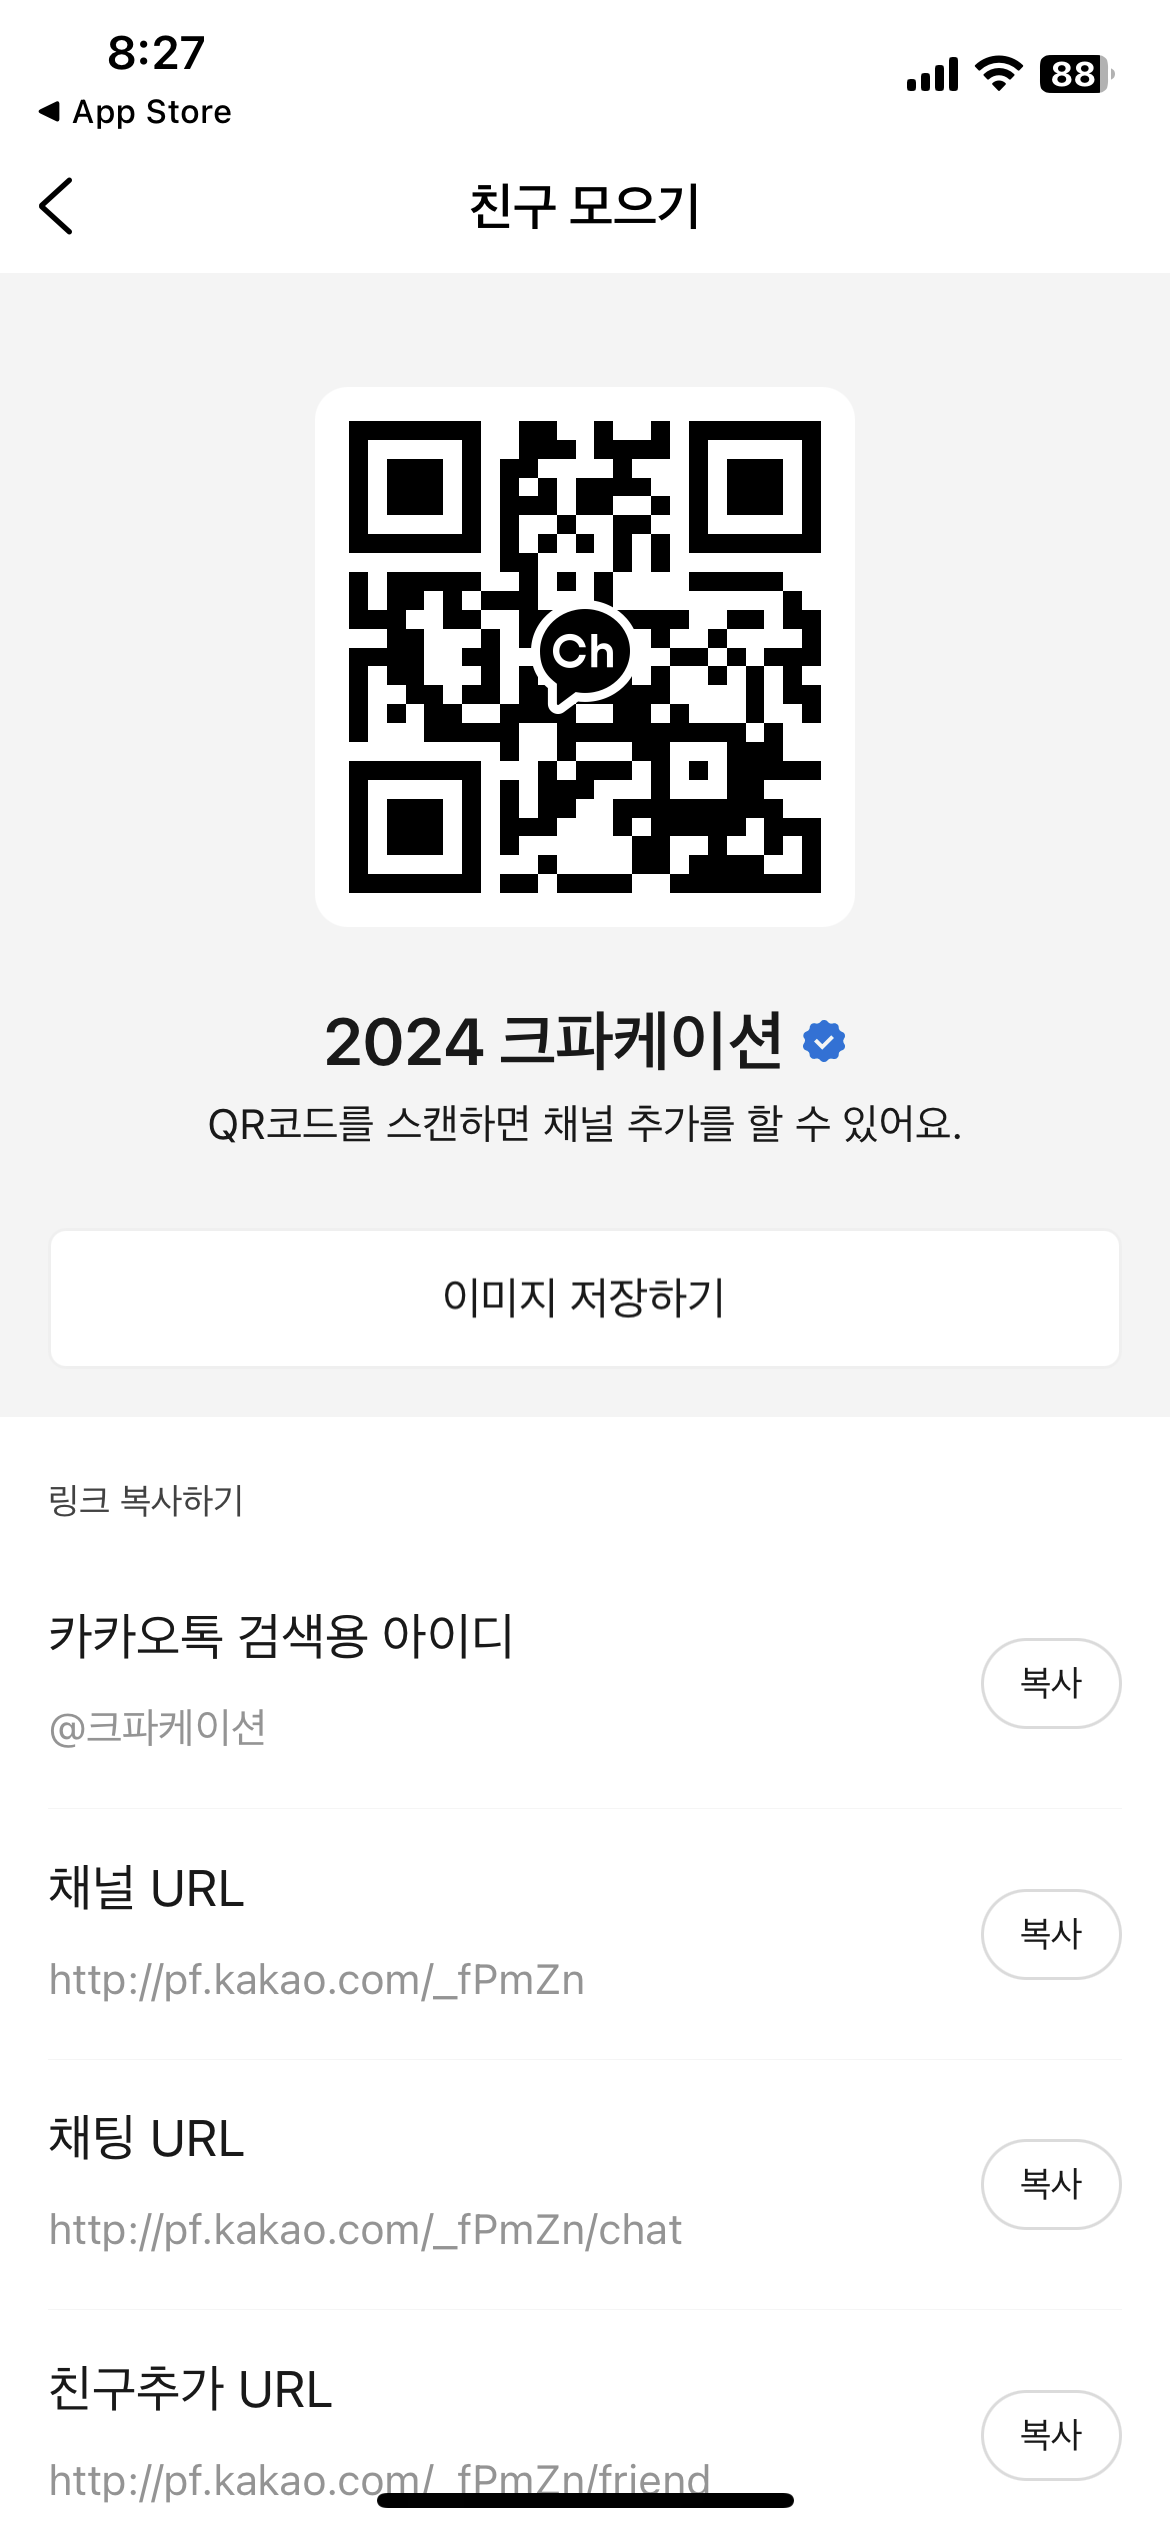 8:27
88
◀ App Store
친구 모으기
Ch
2024 크파케이션
QR코드를 스캔하면 채널 추가를 할 수 있어요.
이미지 저장하기
링크 복사하기
카카오톡 검색용 아이디
복사
@크파케이션
채널 URL
복사
http://pf.kakao.com/_fPmZn
채팅 URL
복사
http://pf.kakao.com/_fPmZn/chat
친구추가 URL
복사
http://pf.kakao.com/_fPmZn/friend